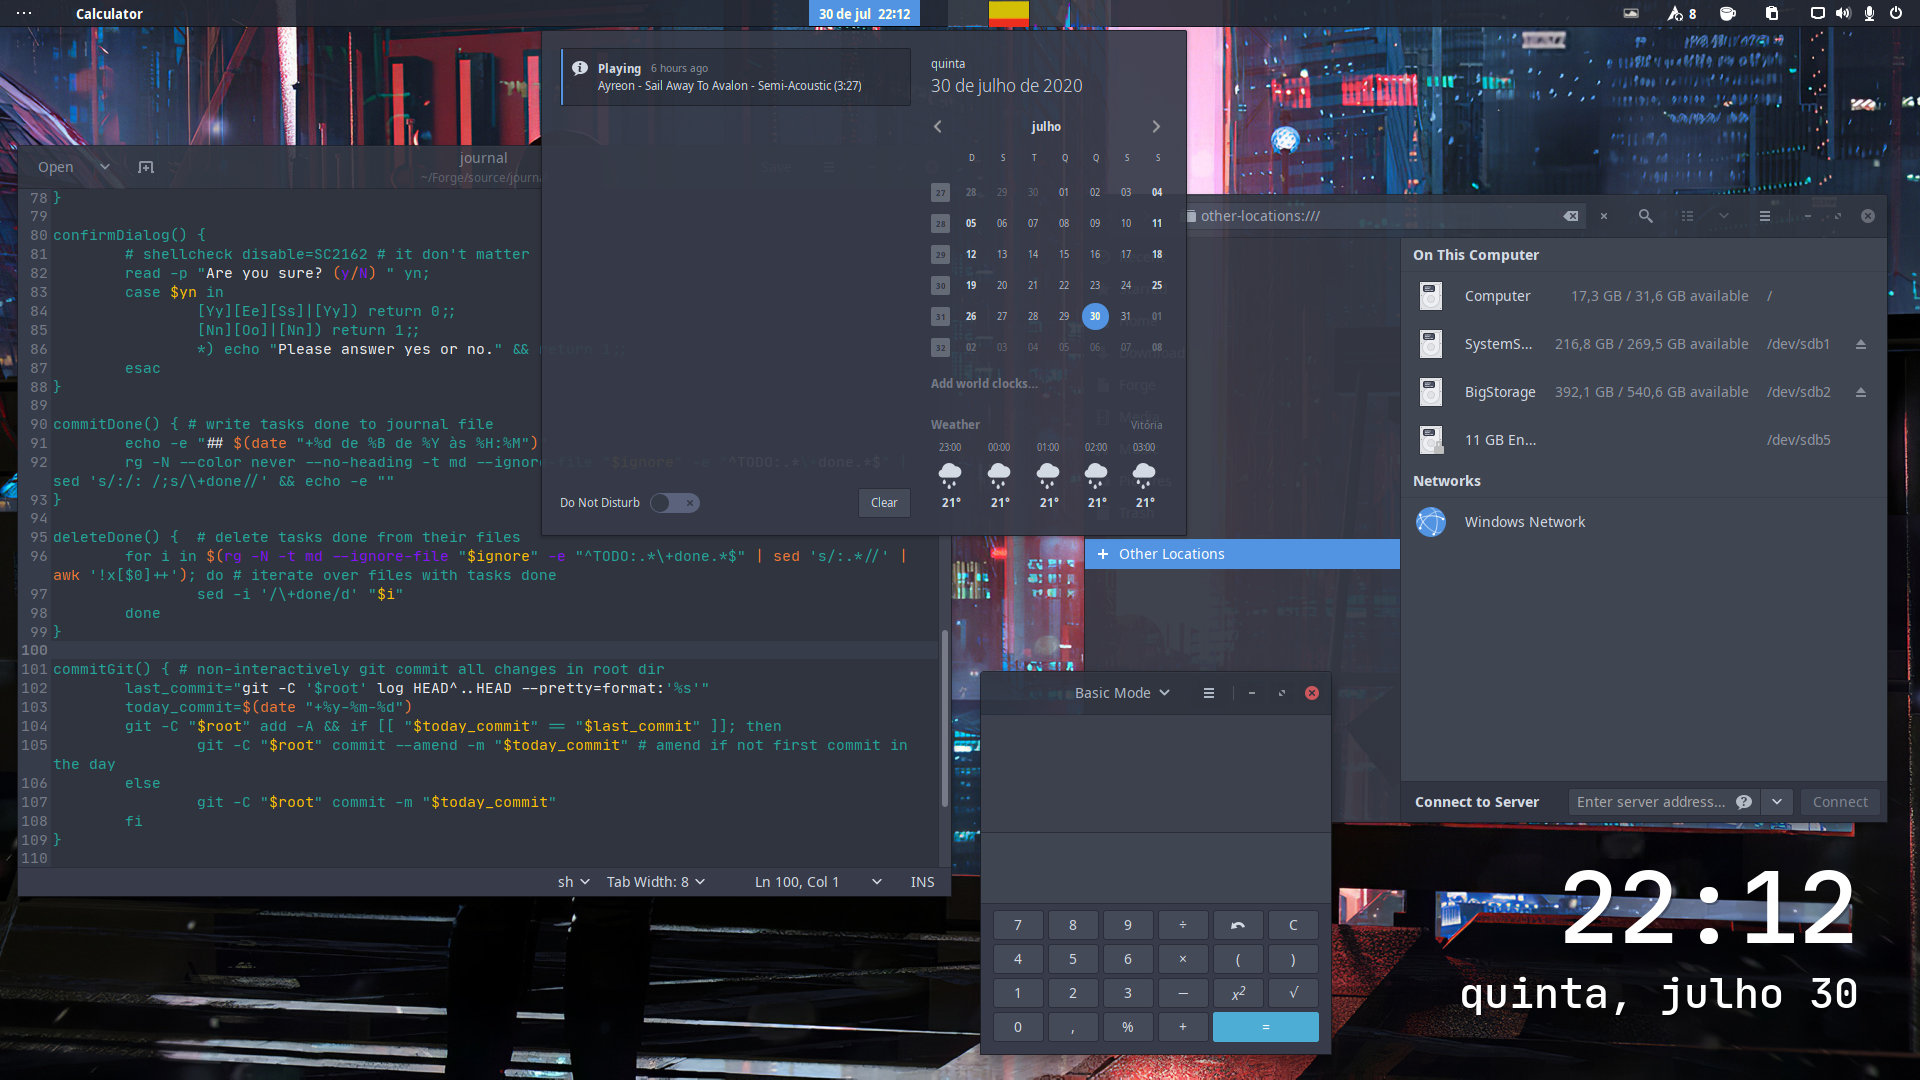 Calculator
30 de jul 22:12
8
Playing 6 hours ago
Ayreon - Sail Away To Avalon - Semi-Acoustic (3:27)
Do Not Disturb
Clear
quinta
30 de julho de 2020
julho
D S T Q Q S S
27 28 29 30 01 02 03 04
28 05 06 07 08 09 10 11
29 12 13 14 15 16 17 18
30 19 20 21 22 23 24 25
31 26 27 28 29 30 31 01
32 02 03 04 05 06 07 08
Add world clocks...
Weather Vitória
23:00 00:00 01:00 02:00 03:00
21° 21° 21° 21° 21°
Open
journal
~/Forge/source/journa
78 }
79
80 confirmDialog() {
81 # shellcheck disable=SC2162 # it don't matter
82 read -p "Are you sure? (y/N) " yn;
83 case $yn in
84 [Yy][Ee][Ss]|[Yy]) return 0;;
85 [Nn][Oo]|[Nn]) return 1;;
86 *) echo "Please answer yes or no." && return 1;;
87 esac
88 }
89
90 commitDone() { # write tasks done to journal file
91 echo -e "## $(date "+%d de %B de %Y às %H:%M")
92 rg -N --color never --no-heading -t md --ignore-file "$ignore" -e "^TODO:.*\+done.*$" |
sed 's/:/: /;s/\+done//' && echo -e ""
93 }
94
95 deleteDone() { # delete tasks done from their files
96 for i in $(rg -N -t md --ignore-file "$ignore" -e "^TODO:.*\+done.*$" | sed 's/:.*//' |
awk '!x[$0]++'); do # iterate over files with tasks done
97 sed -i '/\+done/d' "$i"
98 done
99 }
100
101 commitGit() { # non-interactively git commit all changes in root dir
102 last_commit="git -C '$root' log HEAD^..HEAD --pretty=format:'%s'"
103 today_commit=$(date "+%y-%m-%d")
104 git -C "$root" add -A && if [[ "$today_commit" == "$last_commit" ]]; then
105 git -C "$root" commit --amend -m "$today_commit" # amend if not first commit in
the day
106 else
107 git -C "$root" commit -m "$today_commit"
108 fi
109 }
110
sh Tab Width: 8 Ln 100, Col 1 INS
other-locations:///
Download
Forge
Media
Trash
+ Other Locations
On This Computer
Computer 17,3 GB / 31,6 GB available /
SystemS... 216,8 GB / 269,5 GB available /dev/sdb1
BigStorage 392,1 GB / 540,6 GB available /dev/sdb2
11 GB En... /dev/sdb5
Networks
Windows Network
Connect to Server Enter server address... Connect
Basic Mode
7 8 9 ÷ C
4 5 6 × ( )
1 2 3 − x² √
0 , % + =
22:12
quinta, julho 30